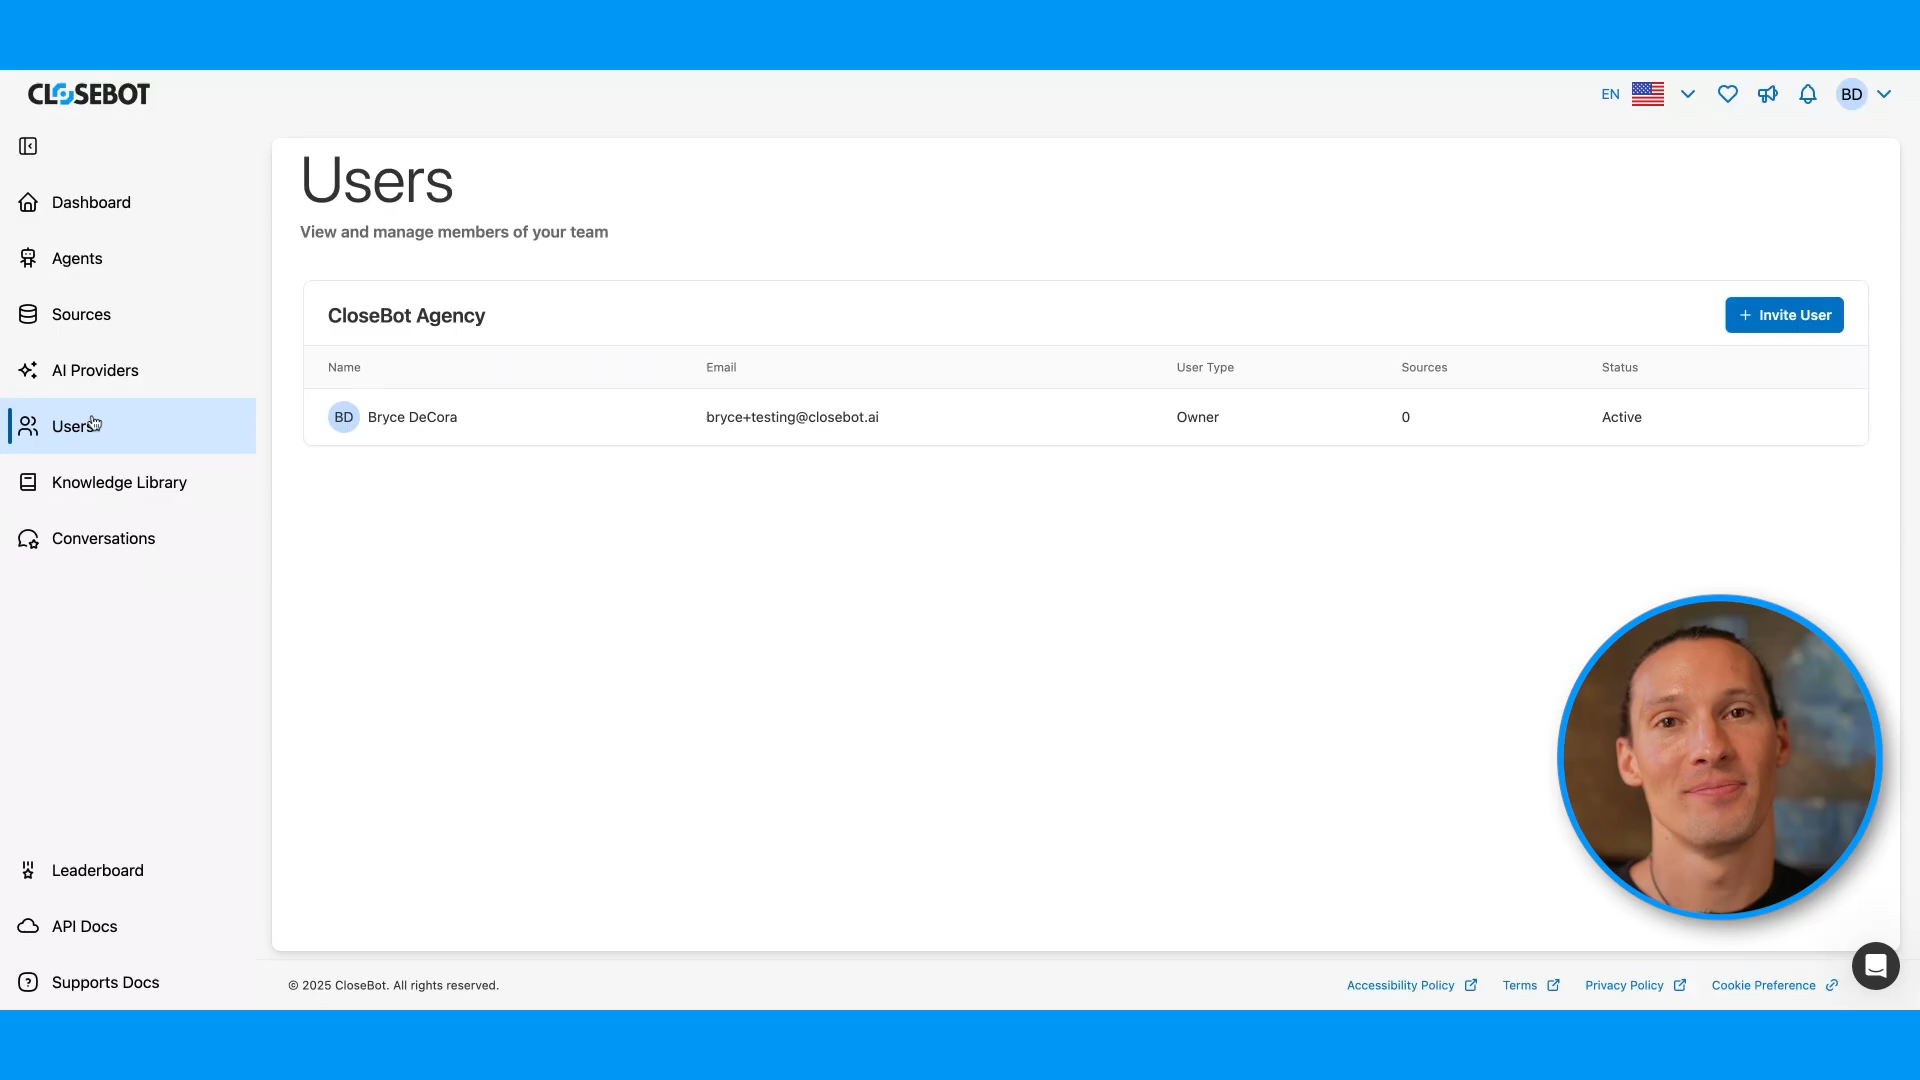 CLOSEBOT
EN
BD
Dashboard
Agents
Sources
AI Providers
Users
Knowledge Library
Conversations
Leaderboard
API Docs
Supports Docs
Users
View and manage members of your team
CloseBot Agency
+ Invite User
Name Email User Type Sources Status
BD Bryce DeCora bryce+testing@closebot.ai Owner 0 Active
© 2025 CloseBot. All rights reserved.
Accessibility Policy Terms Privacy Policy Cookie Preference